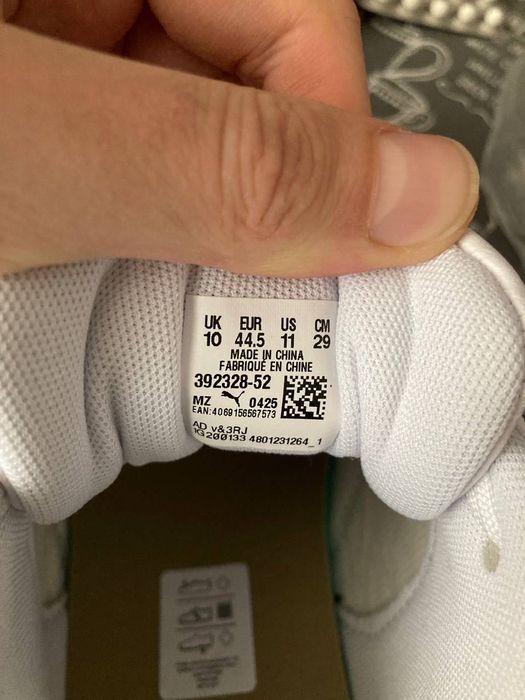 UK EUR US CM
10 44.5 11 29
MADE IN CHINA
FABRIQUÉ EN CHINE
392328-52
MZ 0425
EAN:4069156567573
AD v&3RJ
1G200133 4801231264_1